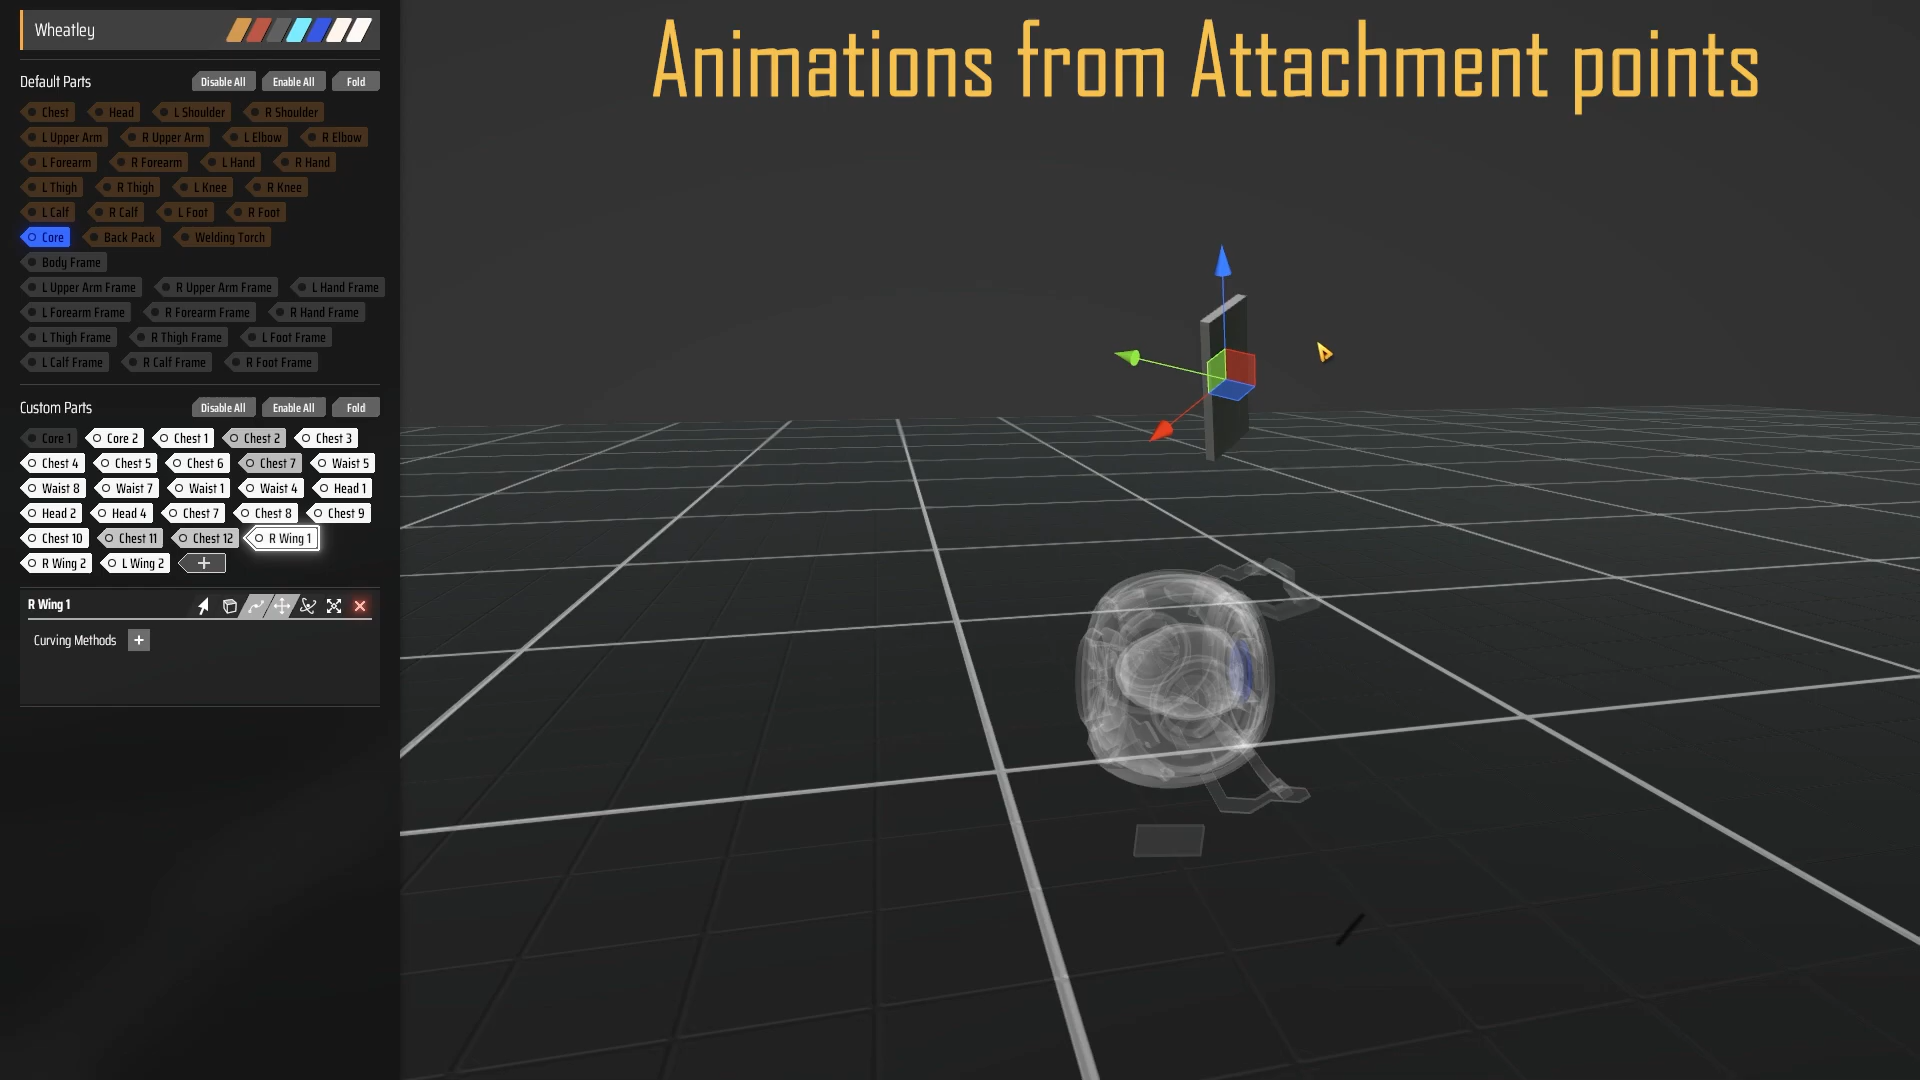 Wheatley
Animations from Attachment points
Default Parts Disable All Enable All Fold
Chest Head L Shoulder R Shoulder
L Upper Arm R Upper Arm L Elbow R Elbow
L Forearm R Forearm L Hand R Hand
L Thigh R Thigh L Knee R Knee
L Calf R Calf L Foot R Foot
Core Back Pack Welding Torch
Body Frame
L Upper Arm Frame R Upper Arm Frame L Hand Frame
L Forearm Frame R Forearm Frame R Hand Frame
L Thigh Frame R Thigh Frame L Foot Frame
L Calf Frame R Calf Frame R Foot Frame
Custom Parts Disable All Enable All Fold
Core 1 Core 2 Chest 1 Chest 2 Chest 3
Chest 4 Chest 5 Chest 6 Chest 7 Waist 5
Waist 8 Waist 7 Waist 1 Waist 4 Head 1
Head 2 Head 4 Chest 7 Chest 8 Chest 9
Chest 10 Chest 11 Chest 12 R Wing 1
R Wing 2 L Wing 2
R Wing 1
Curving Methods